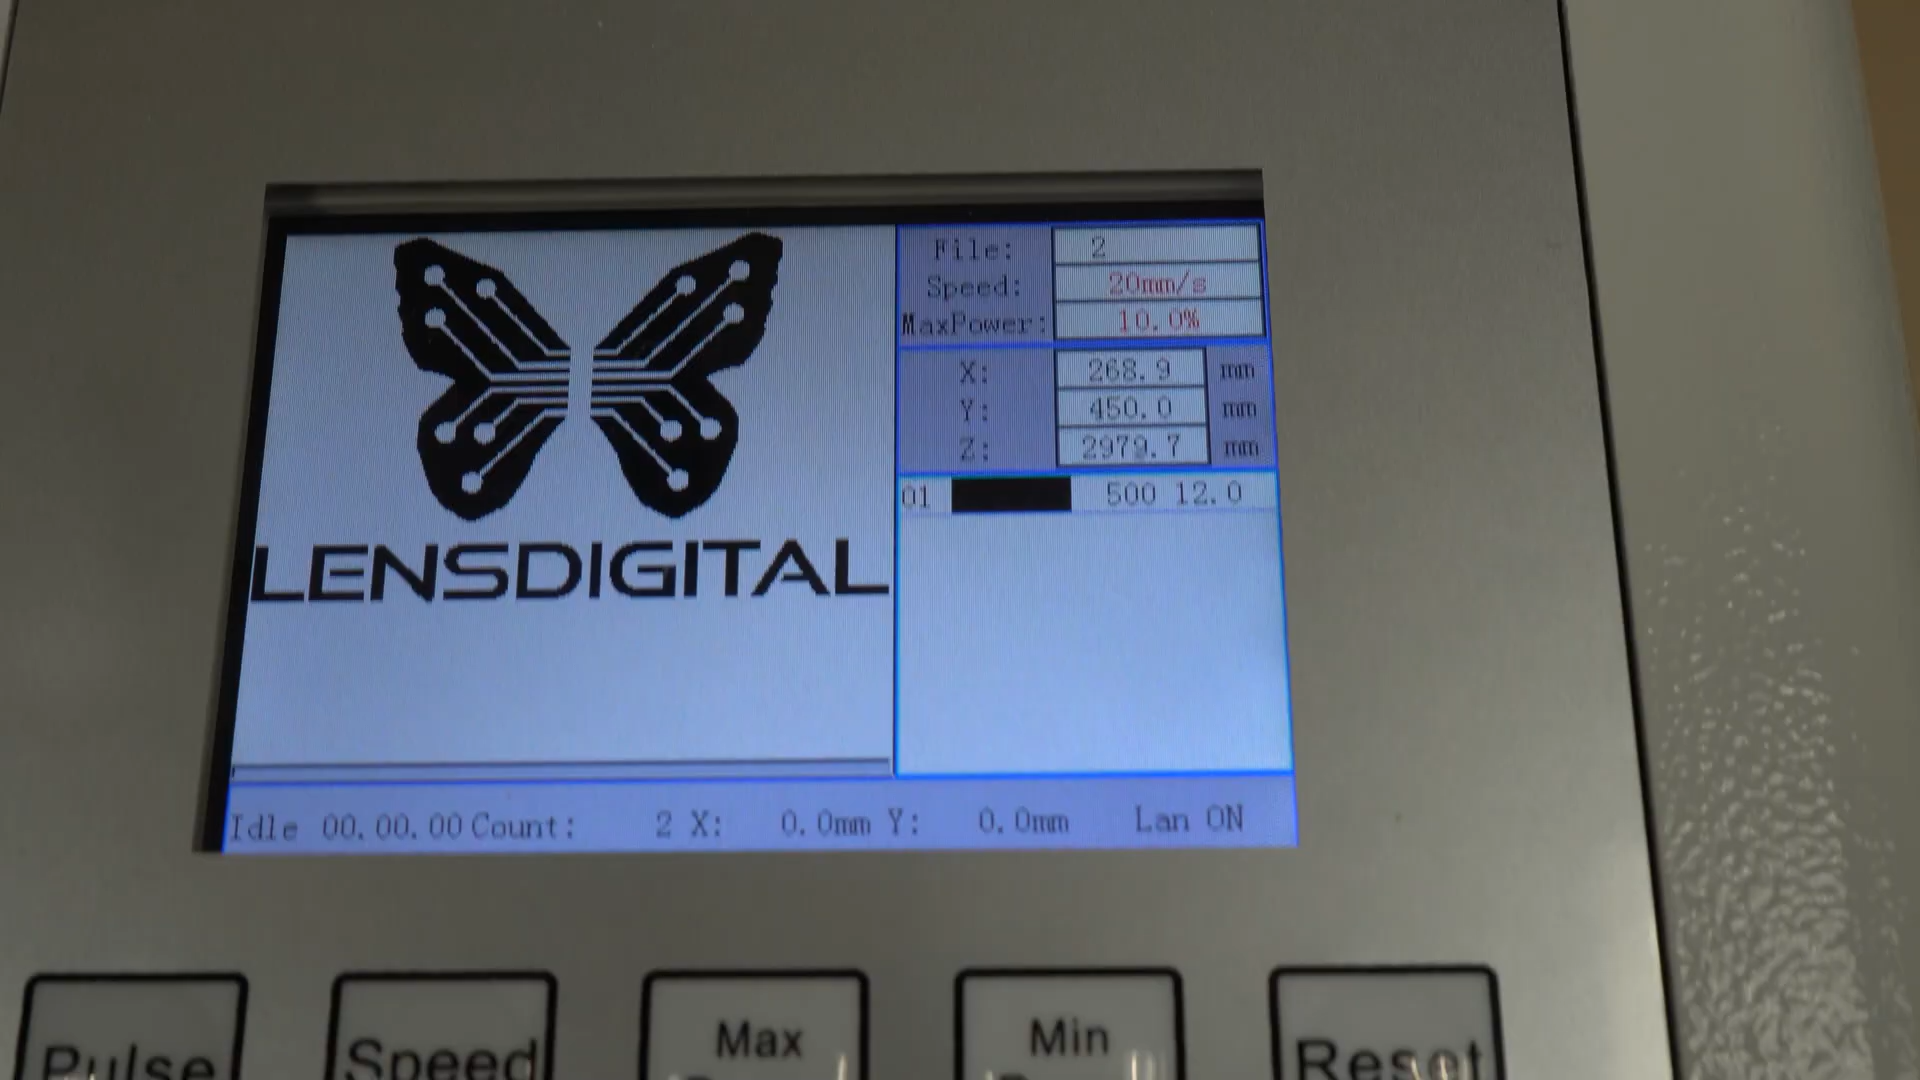 LENSDIGITAL
File: 2
Speed: 20mm/s
MaxPower: 10.0%
X: 268.9 mm
Y: 450.0 mm
Z: 2979.7 mm
01 500 12.0
Idle 00.00.00 Count: 2 X: 0.0mm Y: 0.0mm Lan ON
Pulse
Speed
Max
Min
Reset